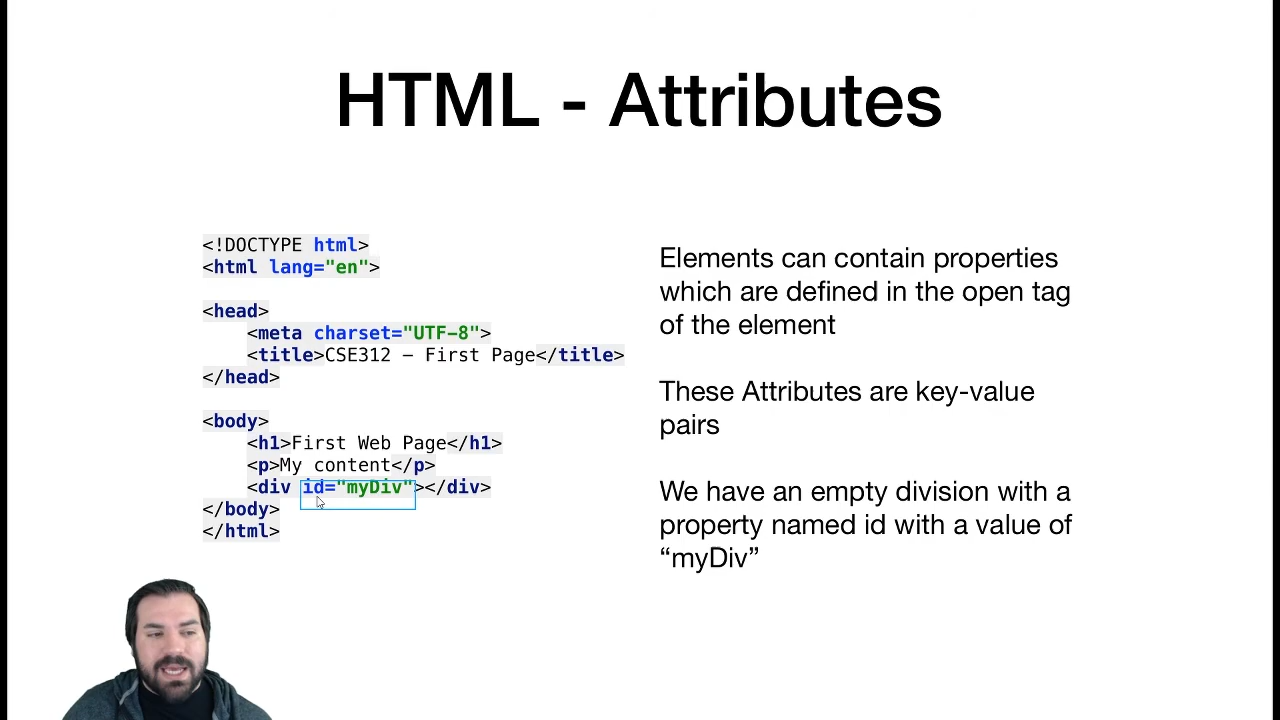 HTML - Attributes
<!DOCTYPE html>
<html lang="en">
<head>
<meta charset="UTF-8">
<title>CSE312 – First Page</title>
</head>
<body>
<h1>First Web Page</h1>
<p>My content</p>
<div id="myDiv"></div>
</body>
</html>
Elements can contain properties
which are defined in the open tag
of the element
These Attributes are key-value
pairs
We have an empty division with a
property named id with a value of
“myDiv”